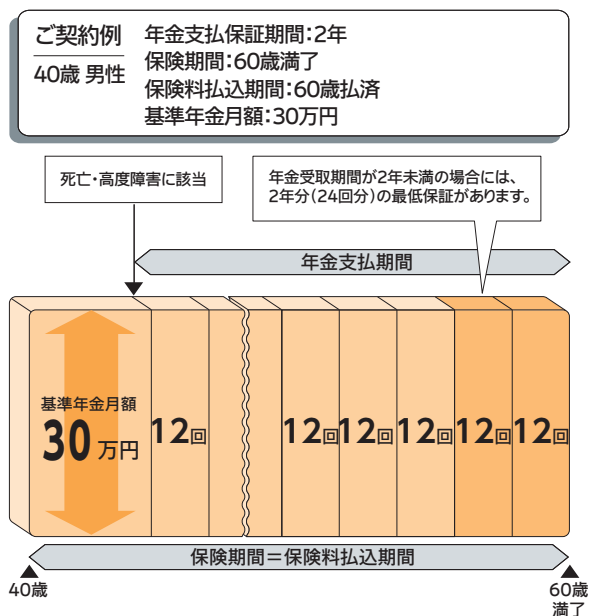 ご契約例
40歳 男性
年金支払保証期間：2年
保険期間：60歳満了
保険料払込期間：60歳払済
基準年金月額：30万円
死亡・高度障害に該当
年金受取期間が2年未満の場合には、
2年分（24回分）の最低保証があります。
年金支払期間
基準年金月額
30万円
12回
12回
12回
12回
12回
12回
保険期間＝保険料払込期間
40歳
60歳
満了